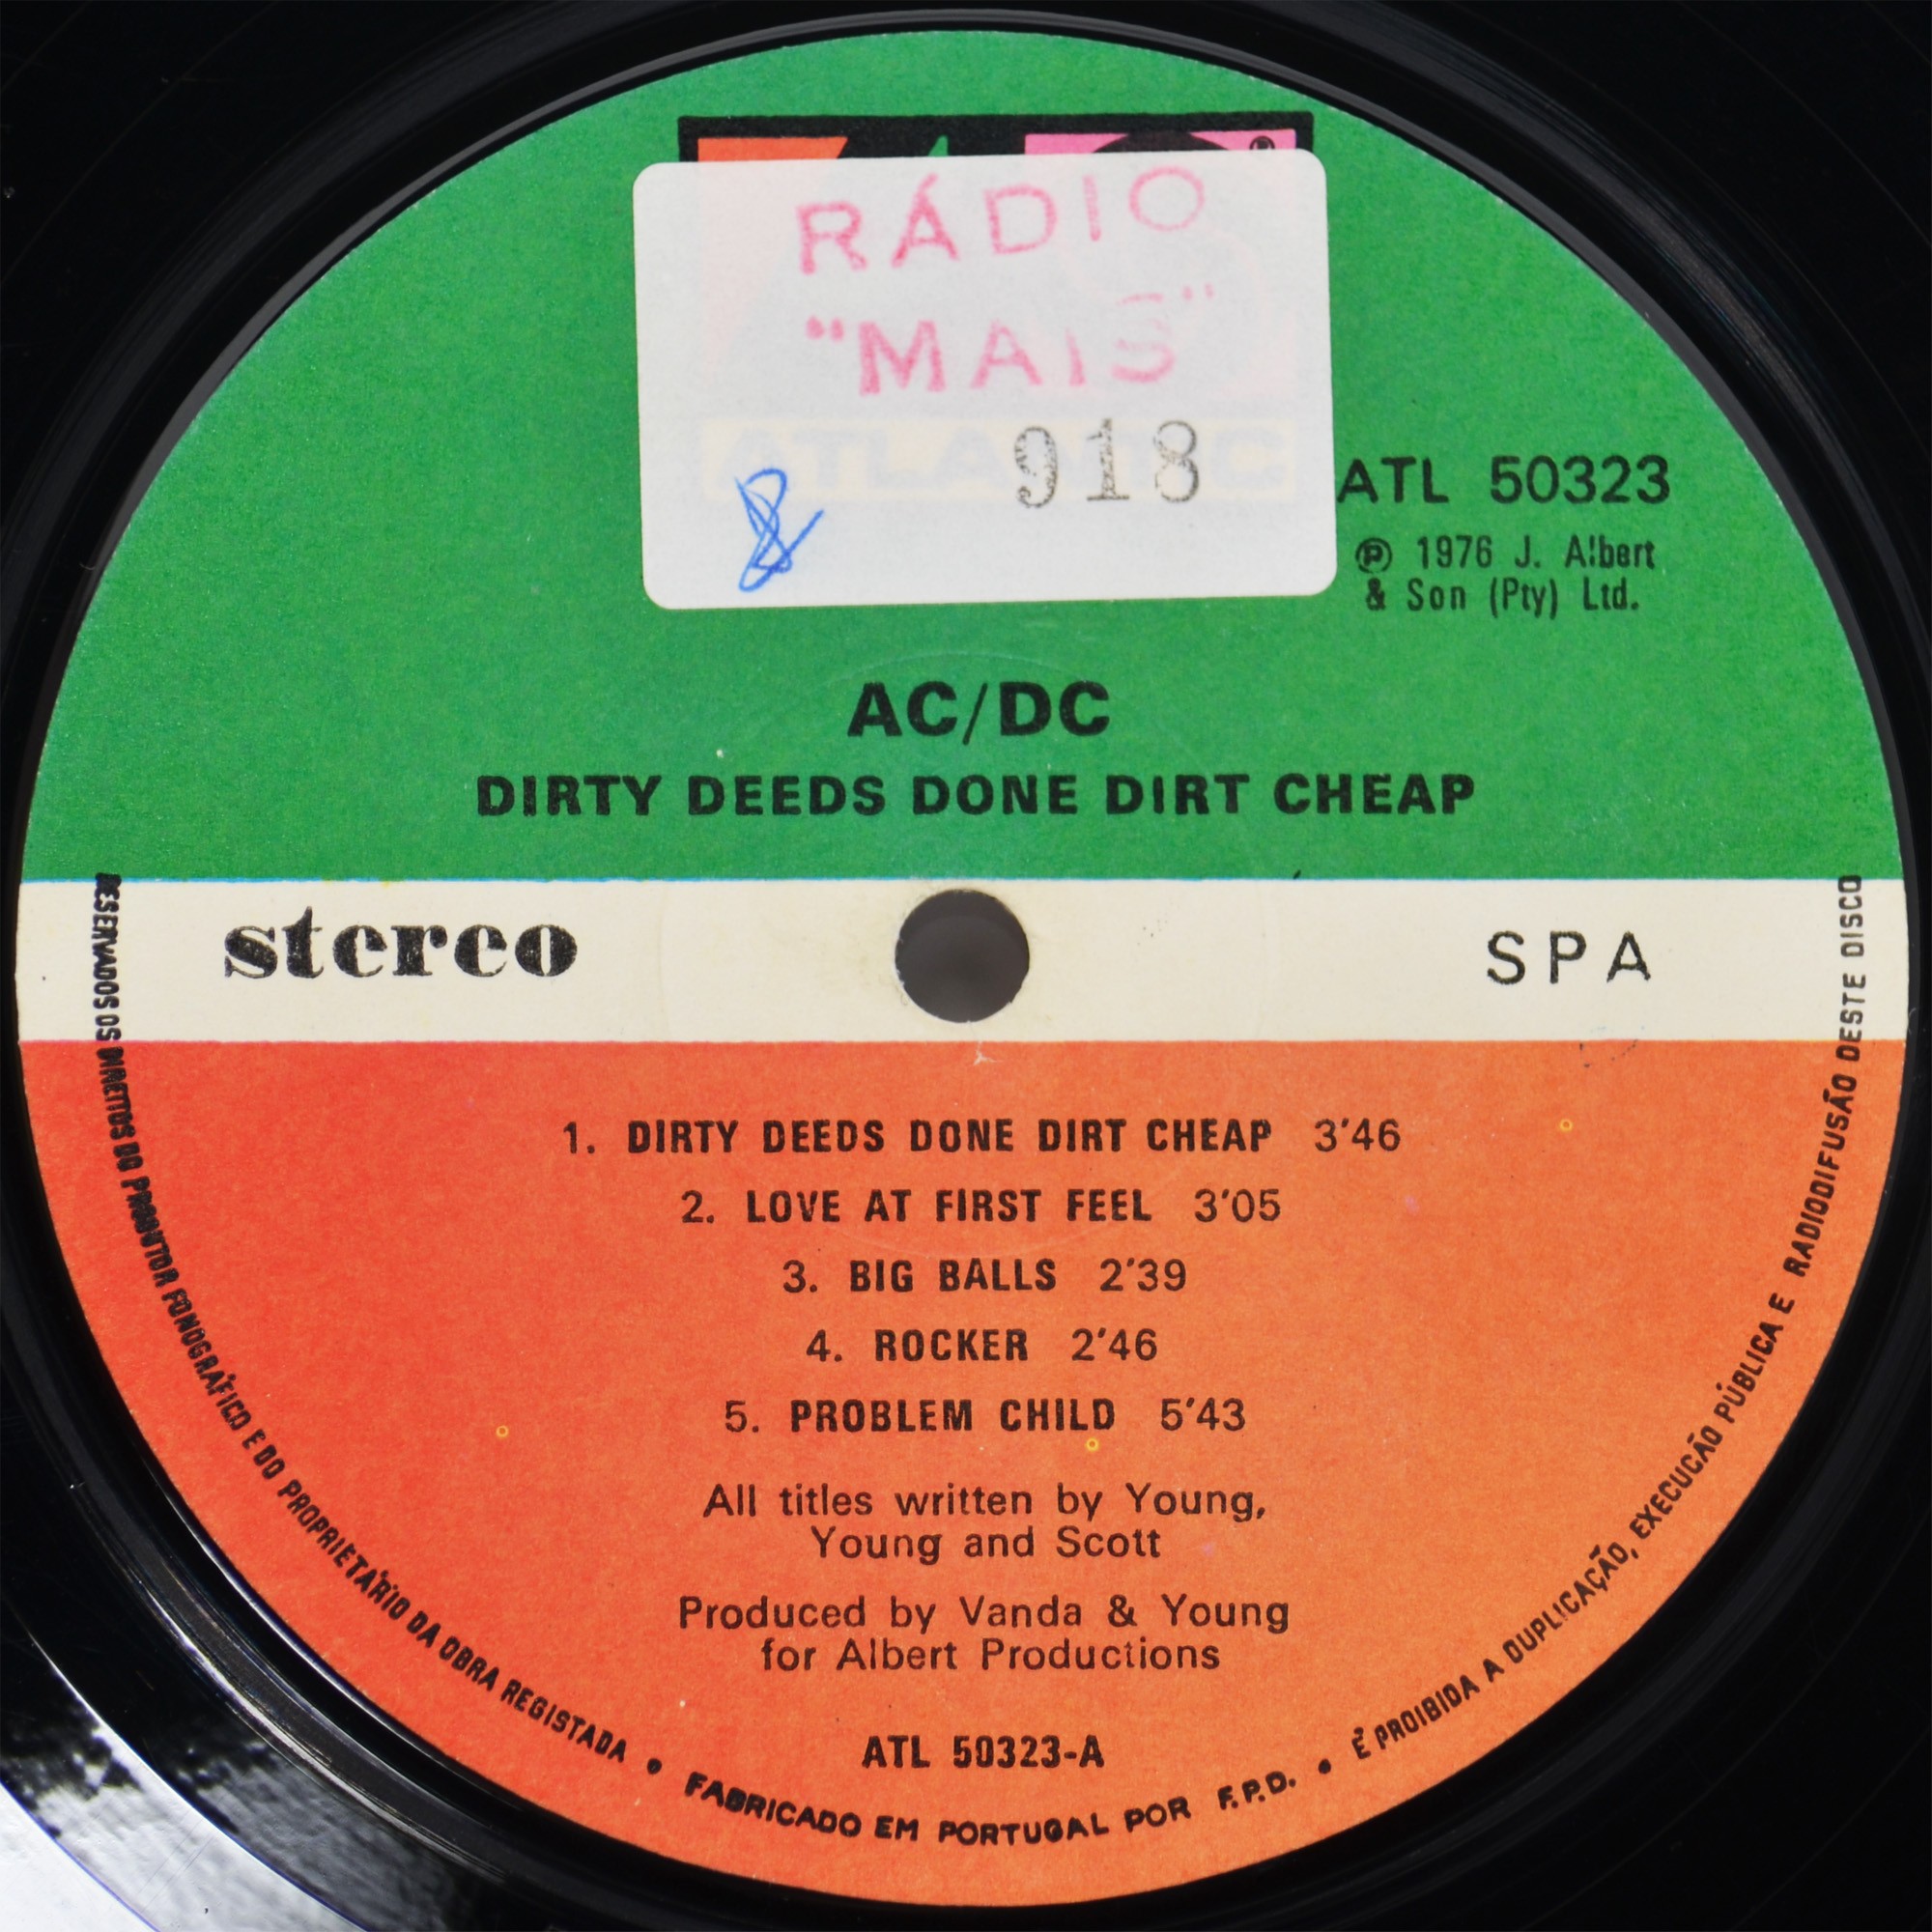 ®
RÁDIO
"MAIS"
ATLANTIC
918
ATL 50323
Ⓟ 1976 J. Albert
& Son (Pty) Ltd.
AC/DC
DIRTY DEEDS DONE DIRT CHEAP
stereo
SPA
1. DIRTY DEEDS DONE DIRT CHEAP 3'46
2. LOVE AT FIRST FEEL 3'05
3. BIG BALLS 2'39
4. ROCKER 2'46
5. PROBLEM CHILD 5'43
All titles written by Young,
Young and Scott
Produced by Vanda & Young
for Albert Productions
ATL 50323-A
RESERVADOS OS DIREITOS DO PRODUTOR FONOGRÁFICO E DO PROPRIETÁRIO DA OBRA REGISTADA • FABRICADO EM PORTUGAL POR F.P.D. • É PROIBIDA A DUPLICAÇÃO, EXECUCÃO PÚBLICA E RADIODIFUSÃO DESTE DISCO